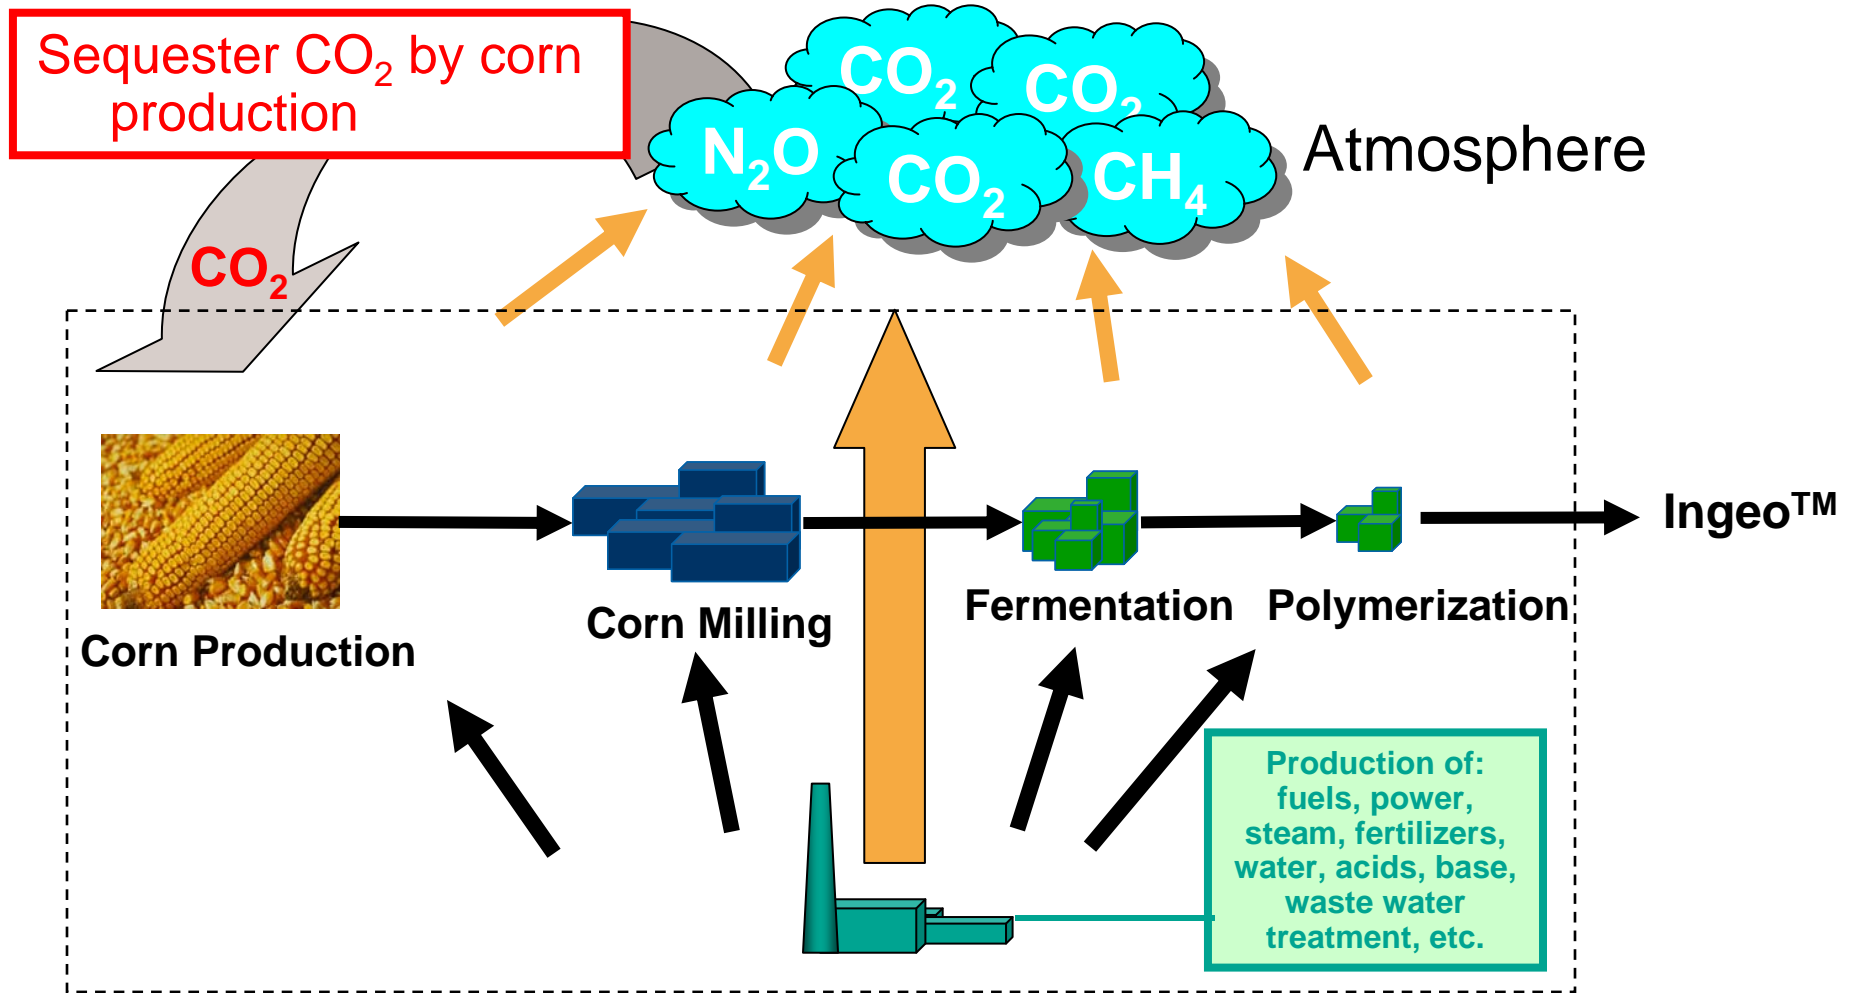 Sequester CO₂ by corn
production
CO₂
CO₂
N₂O
CO₂
CH₄
Atmosphere
CO₂
Ingeo™
Corn Production
Corn Milling
Fermentation
Polymerization
Production of:
fuels, power,
steam, fertilizers,
water, acids, base,
waste water
treatment, etc.